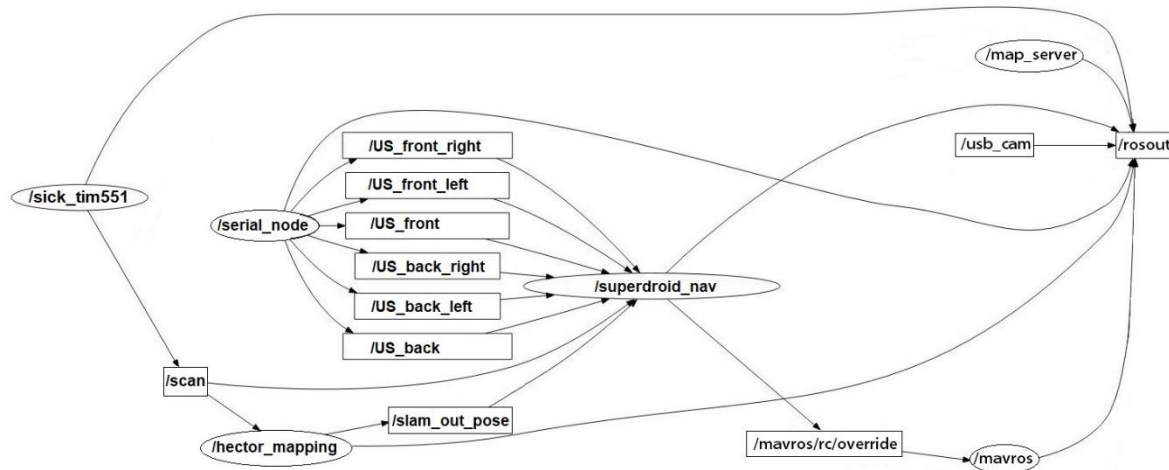 /map_server
/usb_cam
/rosout
/US_front_right
/US_front_left
/sick_tim551
/serial_node
/US_front
/US_back_right
/superdroid_nav
/US_back_left
/US_back
/scan
/slam_out_pose
/hector_mapping
/mavros/rc/override
/mavros